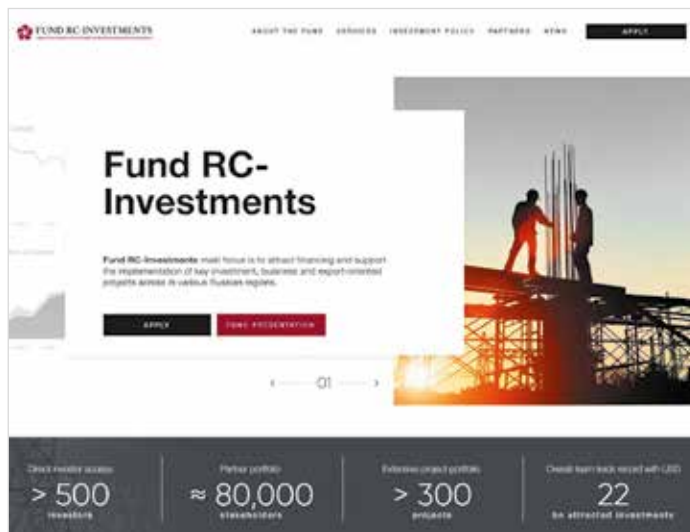 FUND RC-INVESTMENTS
ABOUT THE FUND SERVICES INVESTMENT POLICY PARTNERS NEWS APPLY
Fund RC-
Investments
Fund RC-Investments main focus is to attract financing and support
the implementation of key investment, business and export-oriented
projects across in various Russian regions.
APPLY FUND PRESENTATION
01
Direct investor access Partner portfolio Extensive project portfolio Overall team track record with USD
> 500 ≈ 80,000 > 300 22
investors stakeholders projects bn attracted investments